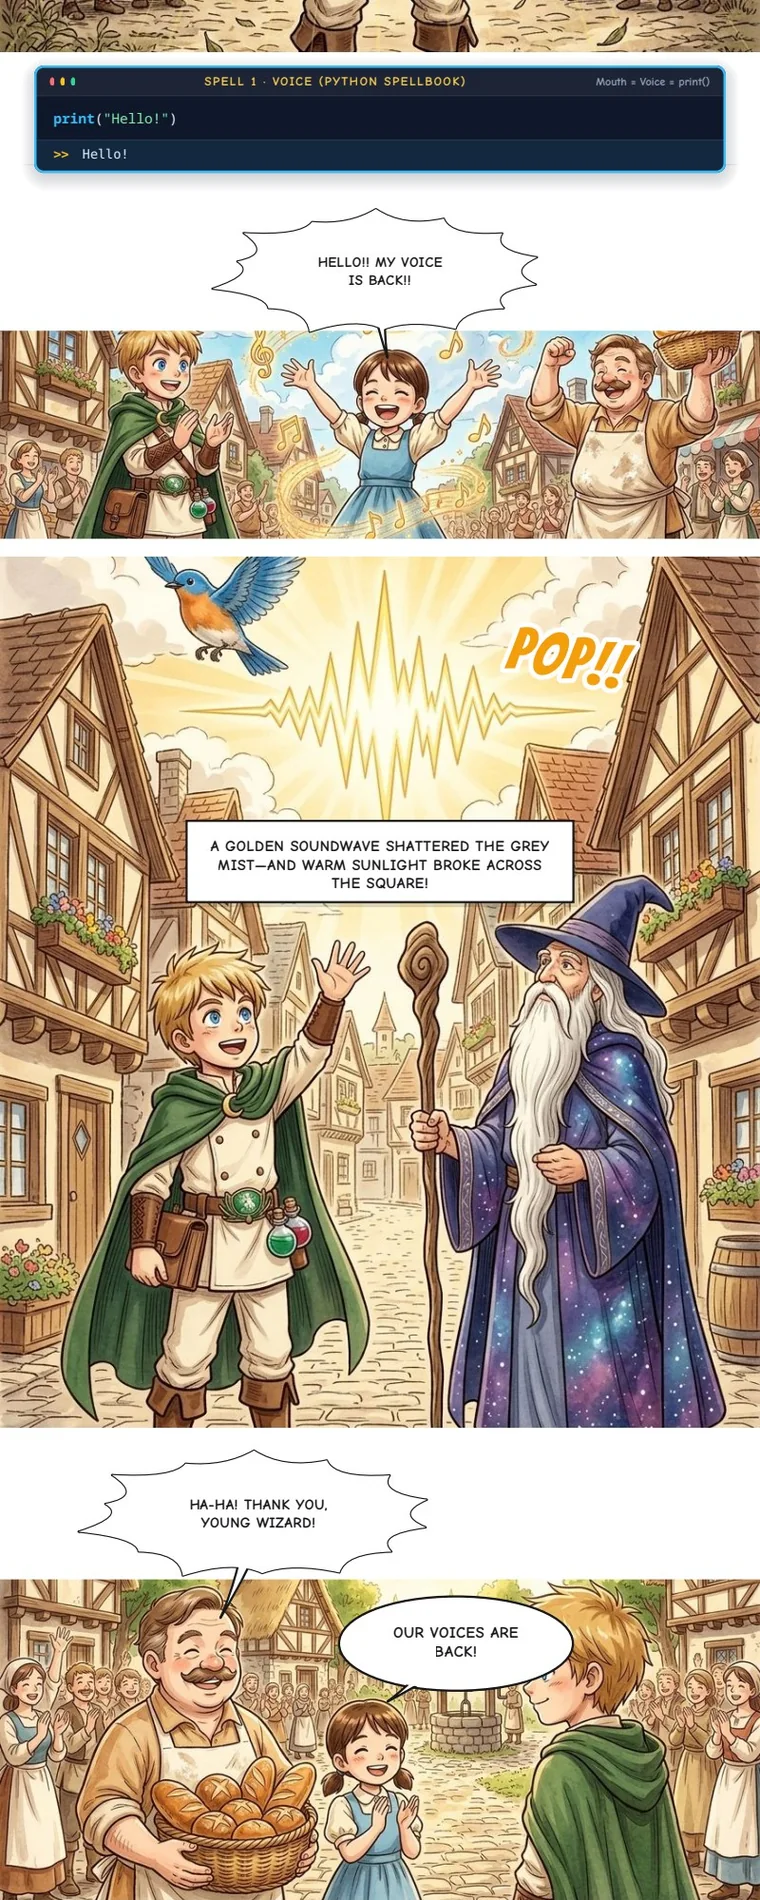 SPELL 1 · VOICE (PYTHON SPELLBOOK)
Mouth = Voice = print()
print("Hello!")
>> Hello!
HELLO!! MY VOICE
IS BACK!!
POP!!
A GOLDEN SOUNDWAVE SHATTERED THE GREY
MIST—AND WARM SUNLIGHT BROKE ACROSS
THE SQUARE!
HA-HA! THANK YOU,
YOUNG WIZARD!
OUR VOICES ARE
BACK!